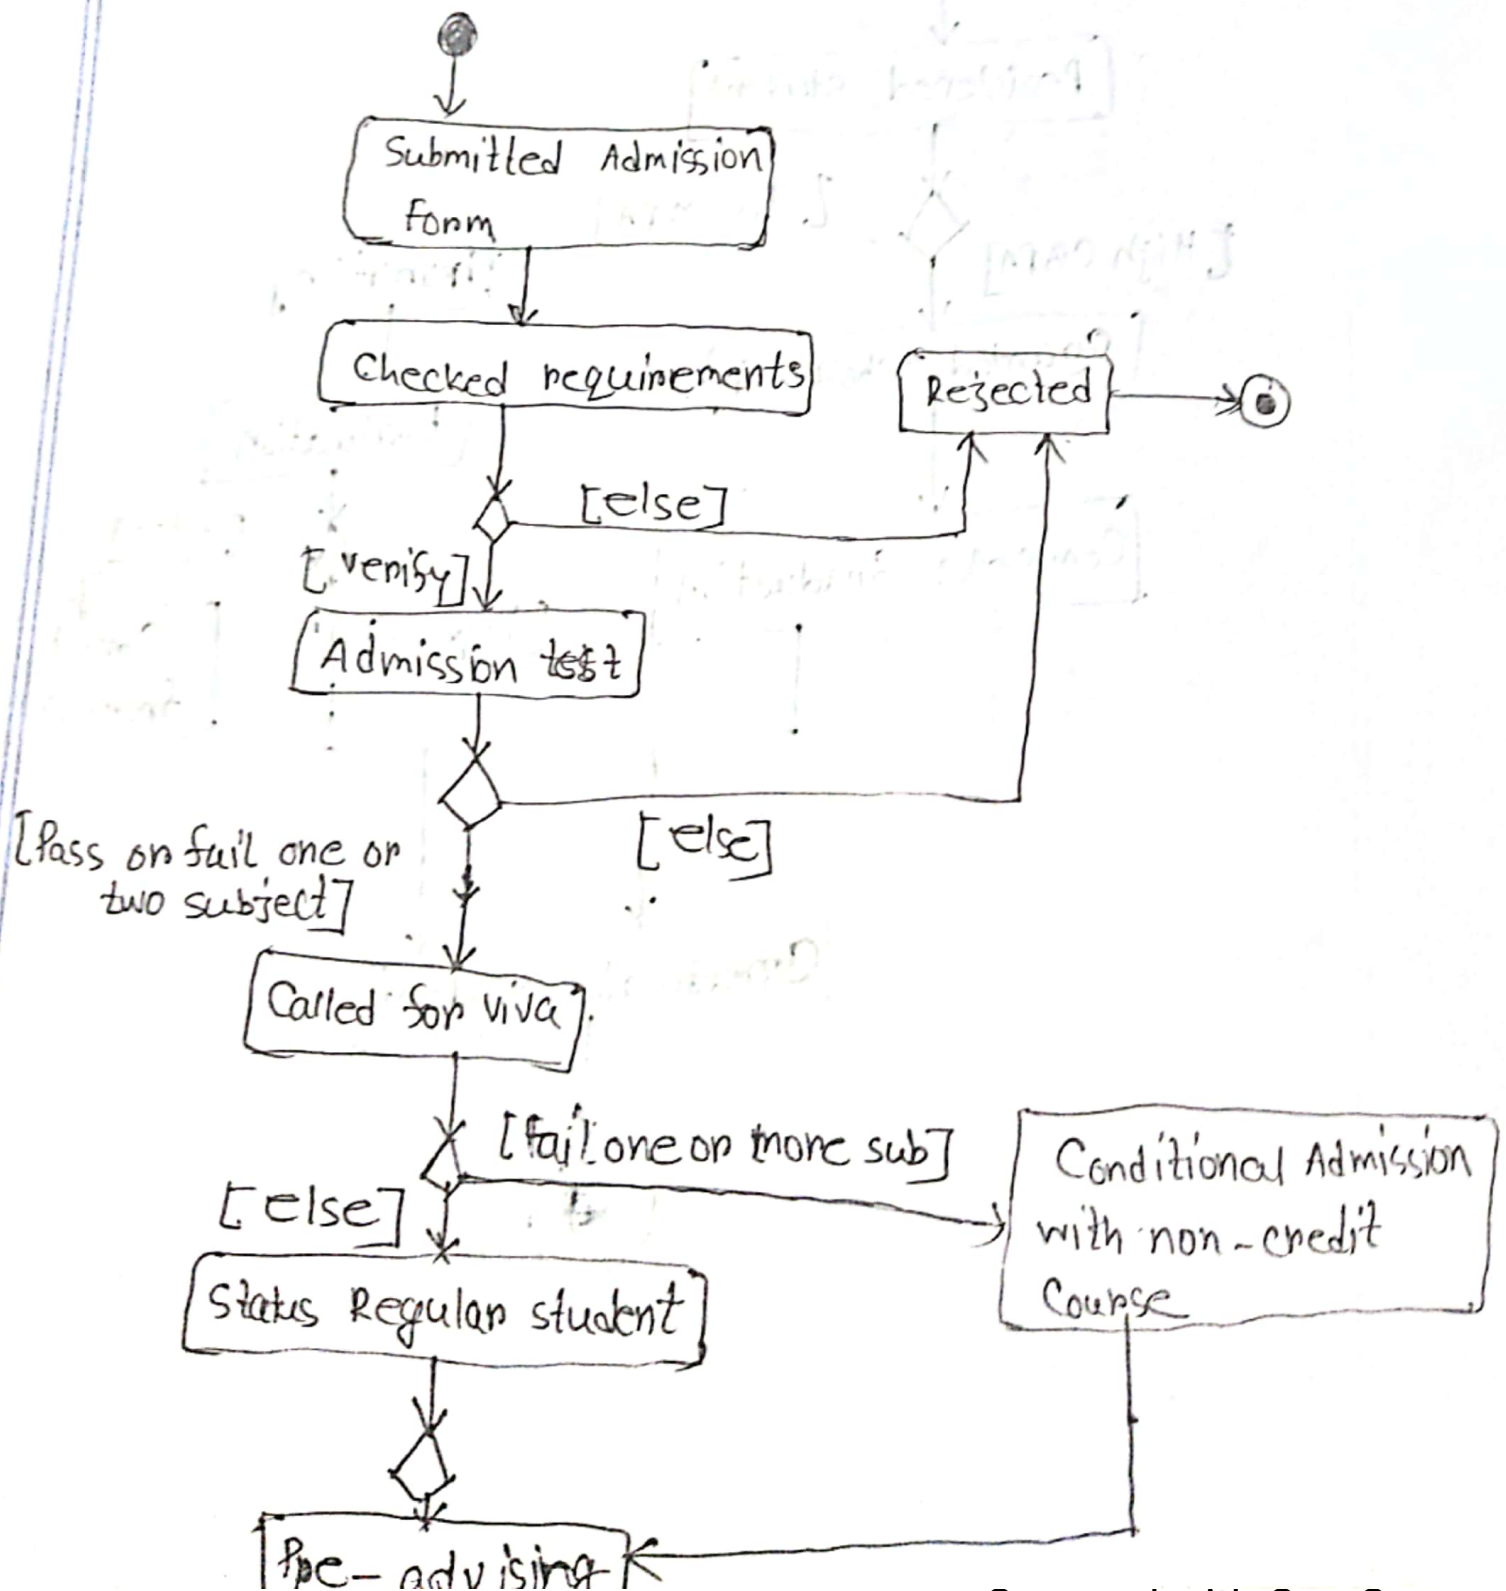 Submitted Admission
form
Checked requirements
Rejected
[else]
[verify]
Admission test
[else]
[Pass or fail one or
two subject]
Called for viva
[fail one or more sub]
[else]
Conditional Admission
with non-credit
Course
Status Regular student
Pre-advising